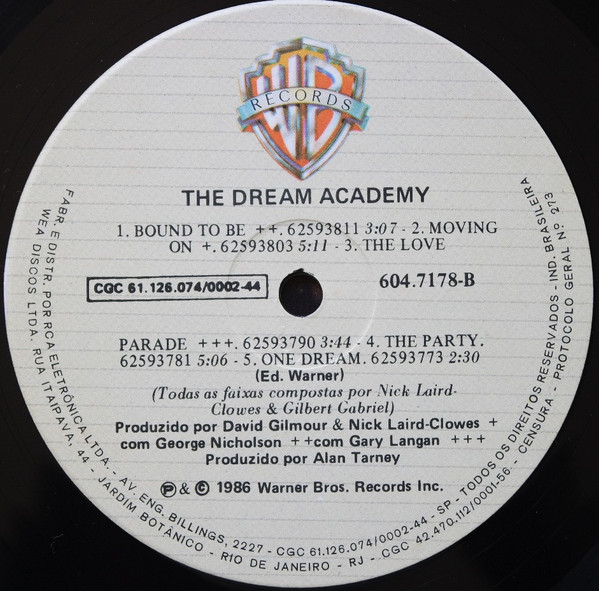 WB
RECORDS
THE DREAM ACADEMY
1. BOUND TO BE ++. 62593811 3:07 - 2. MOVING
ON +. 62593803 5:11 - 3. THE LOVE
CGC 61.126.074/0002-44
604.7178-B
PARADE +++. 62593790 3:44 - 4. THE PARTY.
62593781 5:06 - 5. ONE DREAM. 62593773 2:30
(Ed. Warner)
(Todas as faixas compostas por Nick Laird-
Clowes & Gilbert Gabriel)
Produzido por David Gilmour & Nick Laird-Clowes +
com George Nicholson ++com Gary Langan +++
Produzido por Alan Tarney
℗ & © 1986 Warner Bros. Records Inc.
FABR. E DISTR. POR RCA ELETRÔNICA LTDA. - AV. ENG. BILLINGS, 2227 - CGC 61.126.074/0002-44 - SP - TODOS OS DIREITOS RESERVADOS - IND. BRASILEIRA
WEA DISCOS LTDA. RUA ITAIPAVA, 44 - JARDIM BOTÂNICO - RIO DE JANEIRO - RJ - CGC 42.470.112/0001-56 - CENSURA - PROTOCOLO GERAL Nº 273